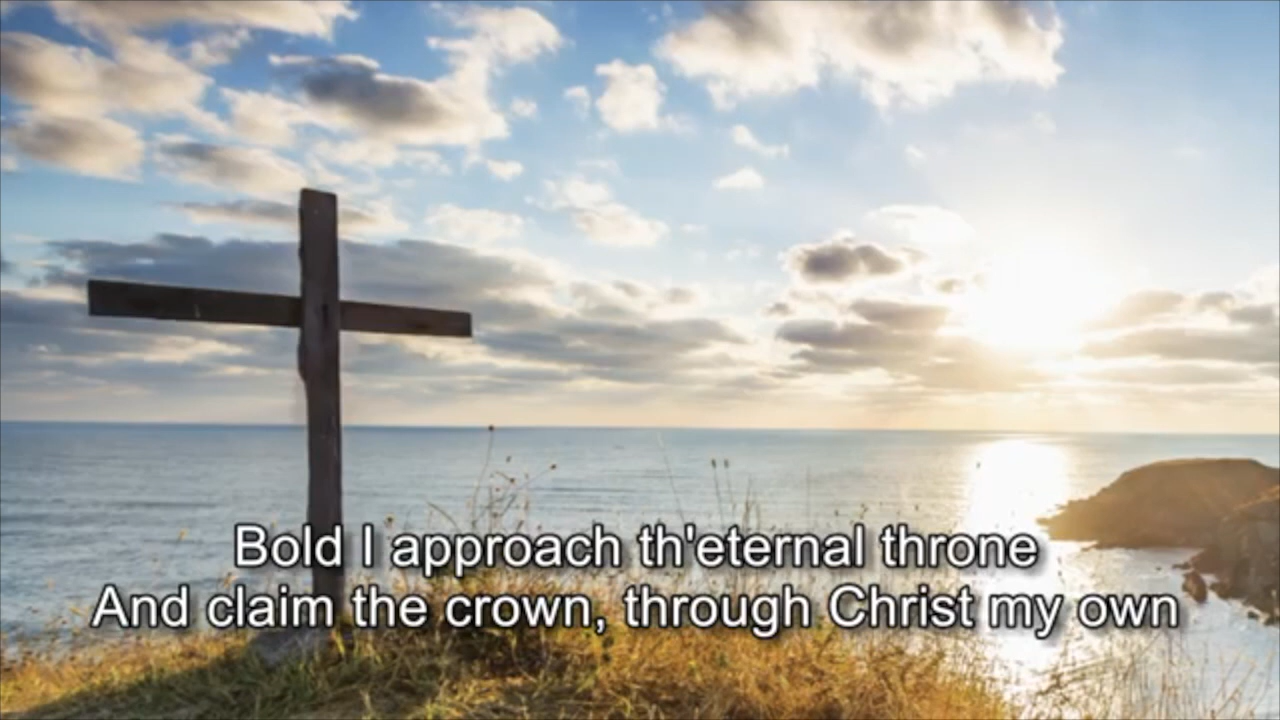 Bold I approach th'eternal throne
And claim the crown, through Christ my own